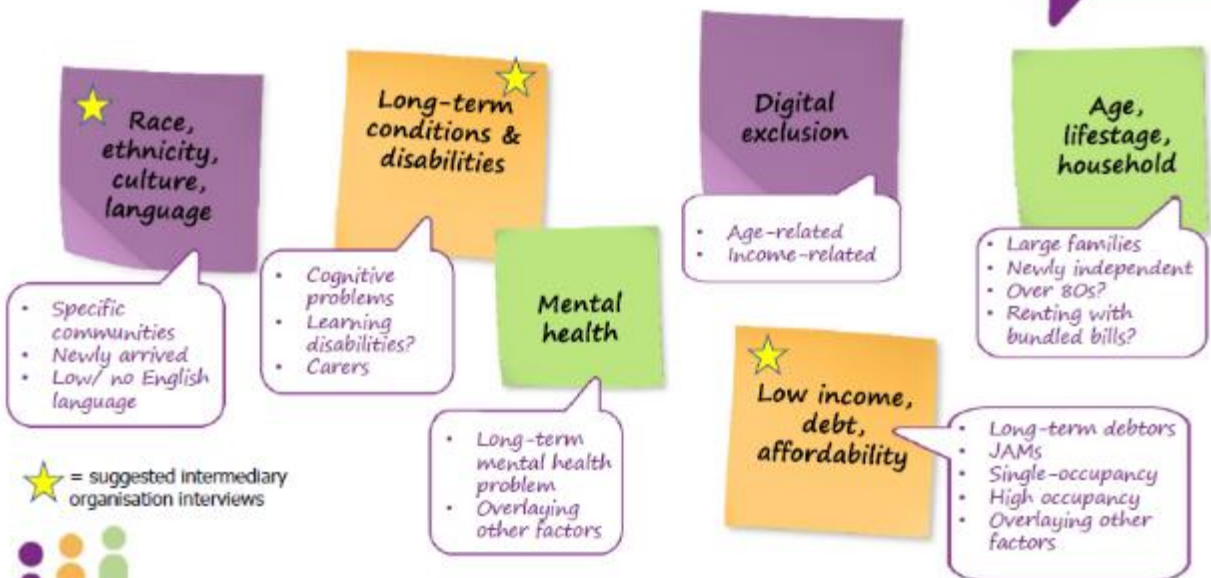 Race,
ethnicity,
culture,
language
• Specific
communities
• Newly arrived
• Low/ no English
language
Long-term
conditions &
disabilities
• Cognitive
problems
• Learning
disabilities?
• Carers
Mental
health
• Long-term
mental health
problem
• Overlaying
other factors
Digital
exclusion
• Age-related
• Income-related
Age,
lifestage,
household
• Large families
• Newly independent
• Over 80s?
• Renting with
bundled bills?
Low income,
debt,
affordability
• Long-term debtors
• JAMs
• Single-occupancy
• High occupancy
• Overlaying other
factors
= suggested intermediary
organisation interviews